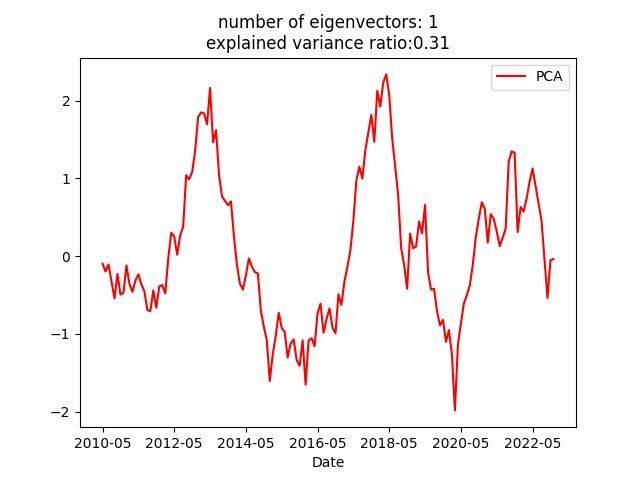 number of eigenvectors: 1
explained variance ratio:0.31
PCA
2
1
0
−1
−2
2010-05 2012-05 2014-05 2016-05 2018-05 2020-05 2022-05
Date